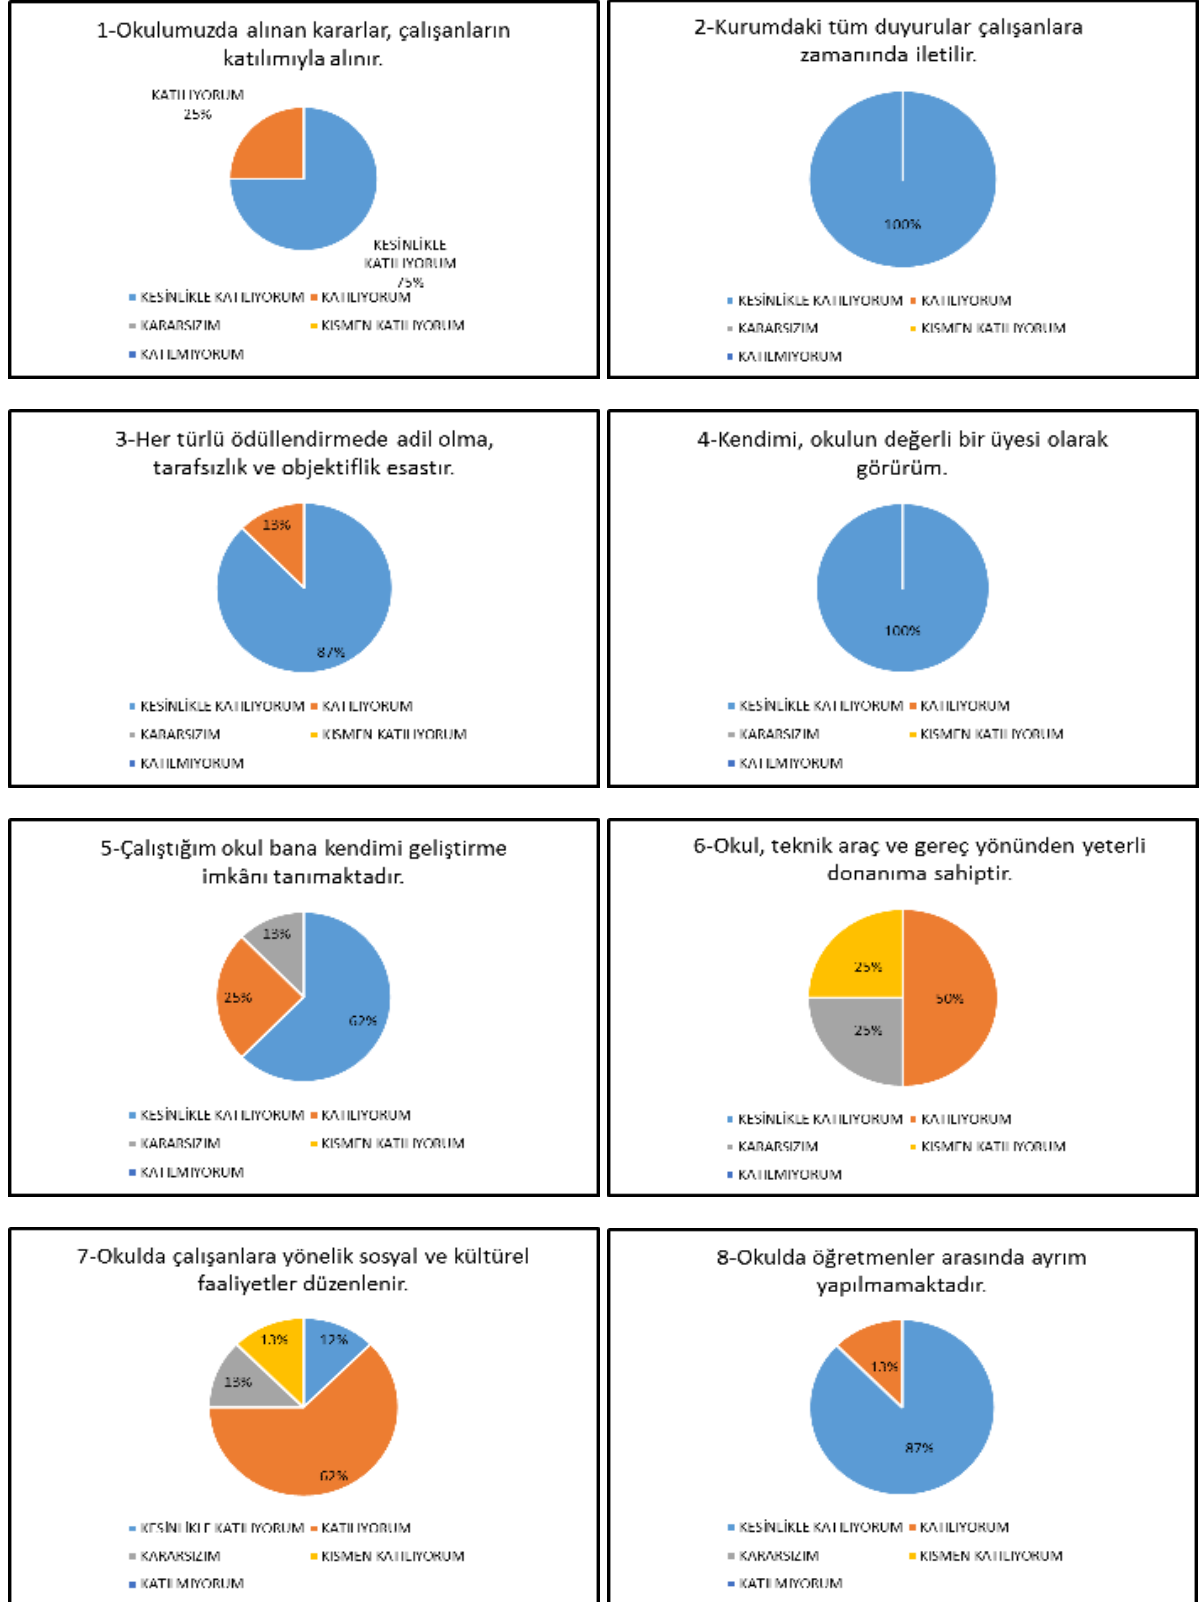 1-Okulumuzda alınan kararlar, çalışanların
katılımıyla alınır.
KATILIYORUM
25%
KESİNLİKLE
KATILIYORUM
75%
KESİNLİKLE KATILIYORUM KATILIYORUM
KARARSIZIM KISMEN KATILIYORUM
KATILMIYORUM
2-Kurumdaki tüm duyurular çalışanlara
zamanında iletilir.
100%
KESİNLİKLE KATILIYORUM KATILIYORUM
KARARSIZIM KISMEN KATILIYORUM
KATILMIYORUM
3-Her türlü ödüllendirmede adil olma,
tarafsızlık ve objektiflik esastır.
13%
87%
KESİNLİKLE KATILIYORUM KATILIYORUM
KARARSIZIM KISMEN KATILIYORUM
KATILMIYORUM
4-Kendimi, okulun değerli bir üyesi olarak
görürüm.
100%
KESİNLİKLE KATILIYORUM KATILIYORUM
KARARSIZIM KISMEN KATILIYORUM
KATILMIYORUM
5-Çalıştığım okul bana kendimi geliştirme
imkânı tanımaktadır.
13%
25%
62%
KESİNLİKLE KATILIYORUM KATILIYORUM
KARARSIZIM KISMEN KATILIYORUM
KATILMIYORUM
6-Okul, teknik araç ve gereç yönünden yeterli
donanıma sahiptir.
25%
50%
25%
KESİNLİKLE KATILIYORUM KATILIYORUM
KARARSIZIM KISMEN KATILIYORUM
KATILMIYORUM
7-Okulda çalışanlara yönelik sosyal ve kültürel
faaliyetler düzenlenir.
13% 12%
13%
62%
KESİNLİKLE KATILIYORUM KATILIYORUM
KARARSIZIM KISMEN KATILIYORUM
KATILMIYORUM
8-Okulda öğretmenler arasında ayrım
yapılmamaktadır.
13%
87%
KESİNLİKLE KATILIYORUM KATILIYORUM
KARARSIZIM KISMEN KATILIYORUM
KATILMIYORUM